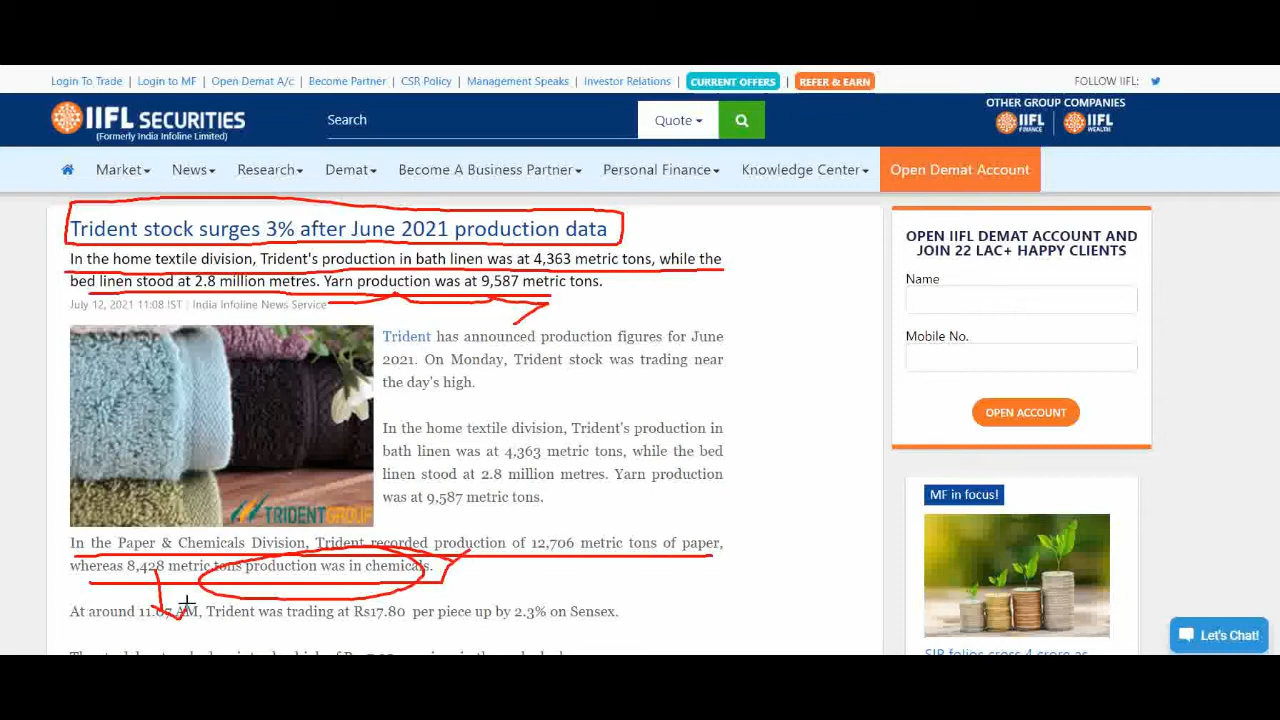 Login To Trade | Login to MF | Open Demat A/c | Become Partner | CSR Policy | Management Speaks | Investor Relations | CURRENT OFFERS | REFER & EARN FOLLOW IIFL:
IIFL SECURITIES
(Formerly India Infoline Limited)
Search
Quote
OTHER GROUP COMPANIES
IIFL FINANCE | IIFL WEALTH
Market News Research Demat Become A Business Partner Personal Finance Knowledge Center Open Demat Account
Trident stock surges 3% after June 2021 production data
In the home textile division, Trident's production in bath linen was at 4,363 metric tons, while the
bed linen stood at 2.8 million metres. Yarn production was at 9,587 metric tons.
July 12, 2021 11:08 IST | India Infoline News Service
Trident has announced production figures for June
2021. On Monday, Trident stock was trading near
the day's high.
In the home textile division, Trident's production in
bath linen was at 4,363 metric tons, while the bed
linen stood at 2.8 million metres. Yarn production
was at 9,587 metric tons.
TRIDENT GROUP
In the Paper & Chemicals Division, Trident recorded production of 12,706 metric tons of paper,
whereas 8,428 metric tons production was in chemicals.
At around 11.07 AM, Trident was trading at Rs17.80 per piece up by 2.3% on Sensex.
OPEN IIFL DEMAT ACCOUNT AND
JOIN 22 LAC+ HAPPY CLIENTS
Name
Mobile No.
OPEN ACCOUNT
MF in focus!
SIP folios cross 4 crore as
Let's Chat!